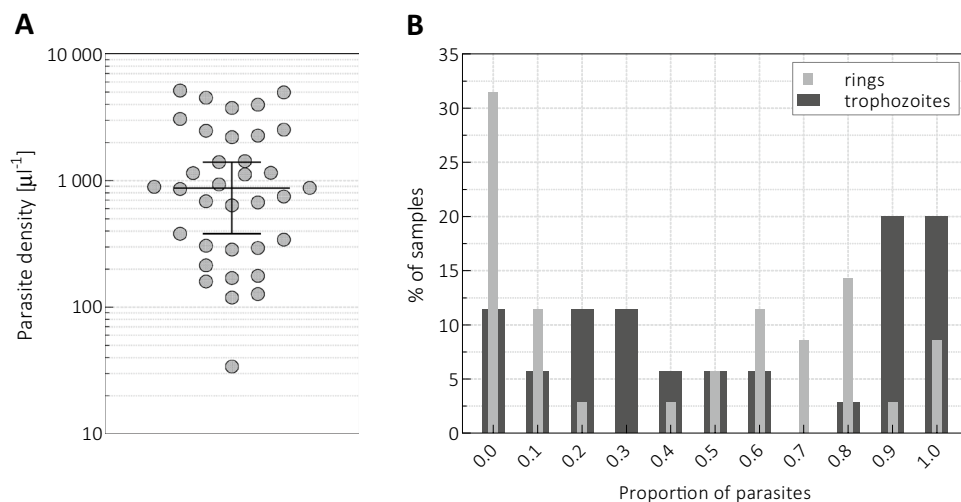 A
Parasite density [µl-1]
10 000
1 000
100
10
B
% of samples
35
30
25
20
15
10
5
0
rings
trophozoites
0.0 0.1 0.2 0.3 0.4 0.5 0.6 0.7 0.8 0.9 1.0
Proportion of parasites